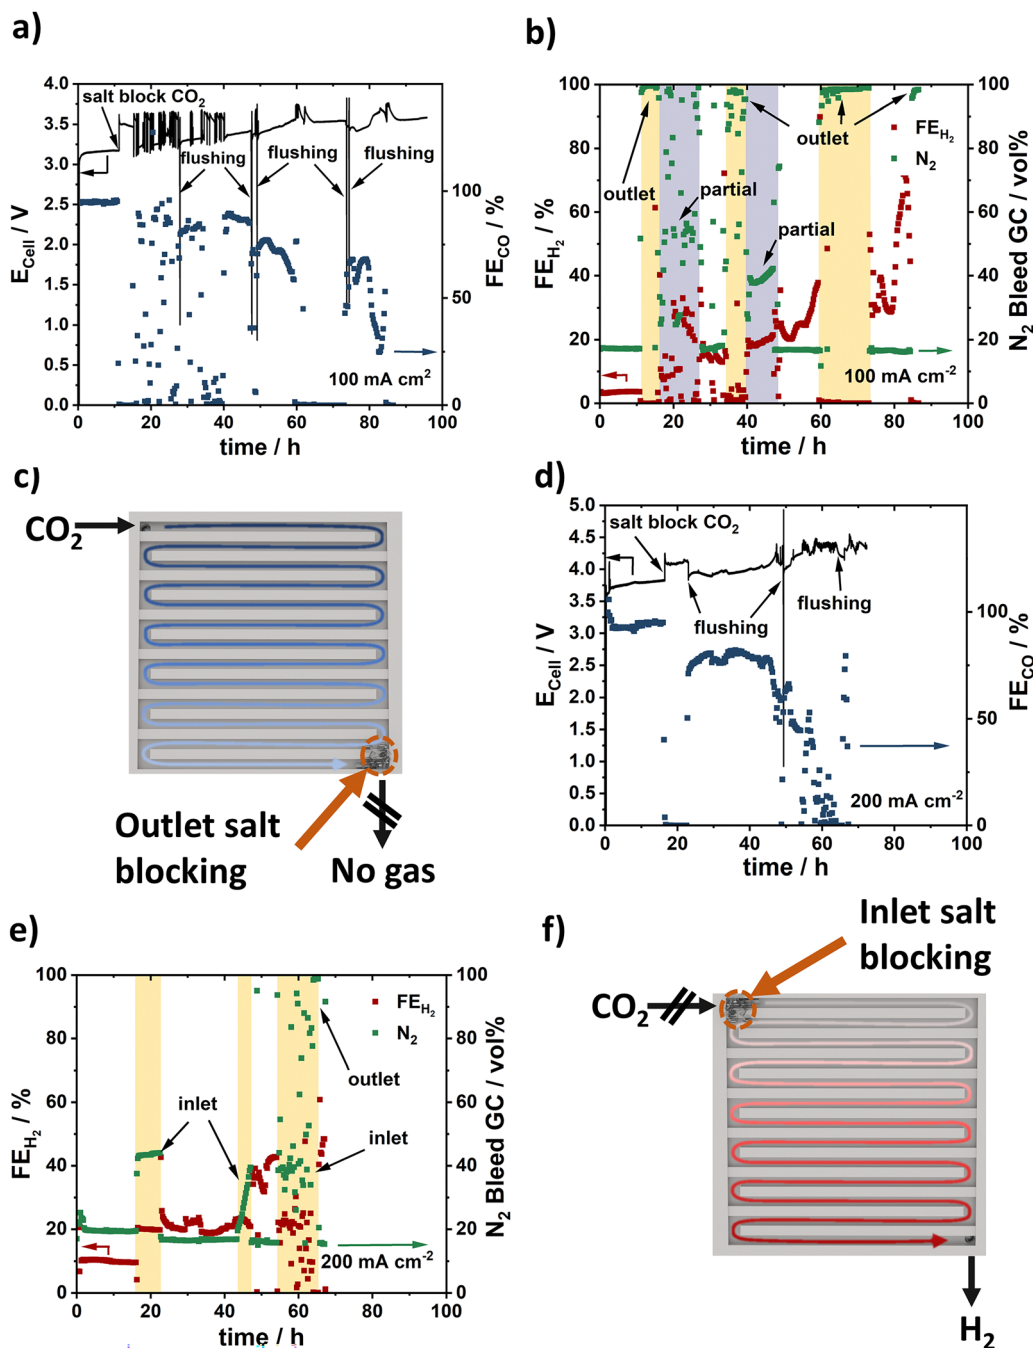 a)
4.0
3.5
3.0
2.5
2.0
1.5
1.0
0.5
0.0
E_Cell / V
salt block CO₂
flushing
flushing
flushing
100
50
0
FE_CO / %
100 mA cm²
0 20 40 60 80 100
time / h
b)
100
80
60
40
20
0
FE_H₂ / %
outlet
partial
outlet
partial
FE_H₂
N₂
100
80
60
40
20
0
N₂ Bleed GC / vol%
100 mA cm⁻²
0 20 40 60 80 100
time / h
c)
CO₂
Outlet salt
blocking
No gas
d)
5.0
4.5
4.0
3.5
3.0
2.5
2.0
1.5
1.0
0.5
0.0
E_Cell / V
salt block CO₂
flushing
flushing
100
50
0
FE_CO / %
200 mA cm⁻²
0 20 40 60 80 100
time / h
e)
100
80
60
40
20
0
FE_H₂ / %
FE_H₂
N₂
outlet
inlet
inlet
100
80
60
40
20
0
N₂ Bleed GC / vol%
200 mA cm⁻²
0 20 40 60 80 100
time / h
f)
Inlet salt
blocking
CO₂
H₂